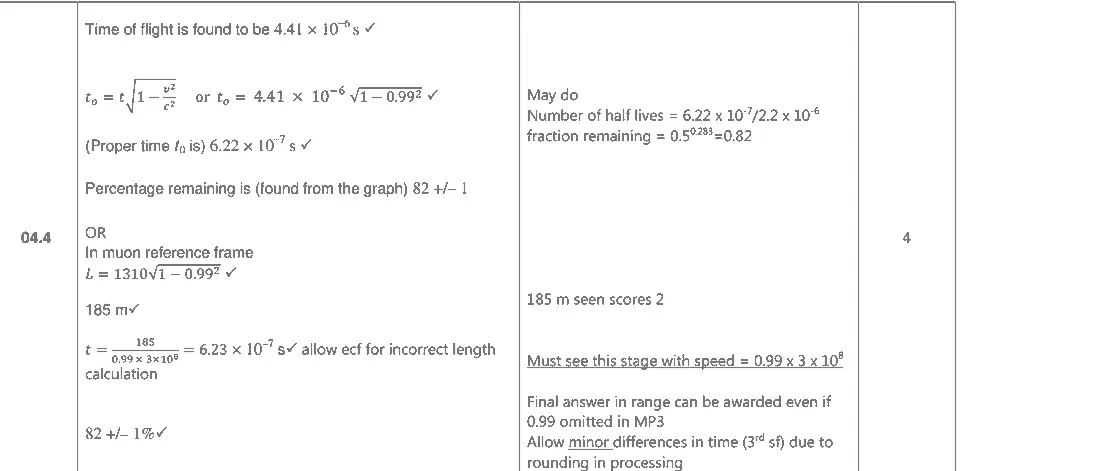 Time of flight is found to be 4.41 × 10⁻⁶ s ✓
t₀ = t√(1 − v²/c²) or t₀ = 4.41 × 10⁻⁶ √(1 − 0.99²) ✓
(Proper time t₀ is) 6.22 × 10⁻⁷ s ✓
Percentage remaining is (found from the graph) 82 +/– 1
04.4
OR
In muon reference frame
L = 1310√(1 − 0.99²) ✓
185 m✓
t = 185/(0.99 × 3×10⁸) = 6.23 × 10⁻⁷ s✓ allow ecf for incorrect length
calculation
82 +/– 1%✓
May do
Number of half lives = 6.22 x 10⁻⁷/2.2 x 10⁻⁶
fraction remaining = 0.5⁰·²⁸³=0.82
185 m seen scores 2
Must see this stage with speed = 0.99 x 3 x 10⁸
Final answer in range can be awarded even if
0.99 omitted in MP3
Allow minor differences in time (3ʳᵈ sf) due to
rounding in processing
4